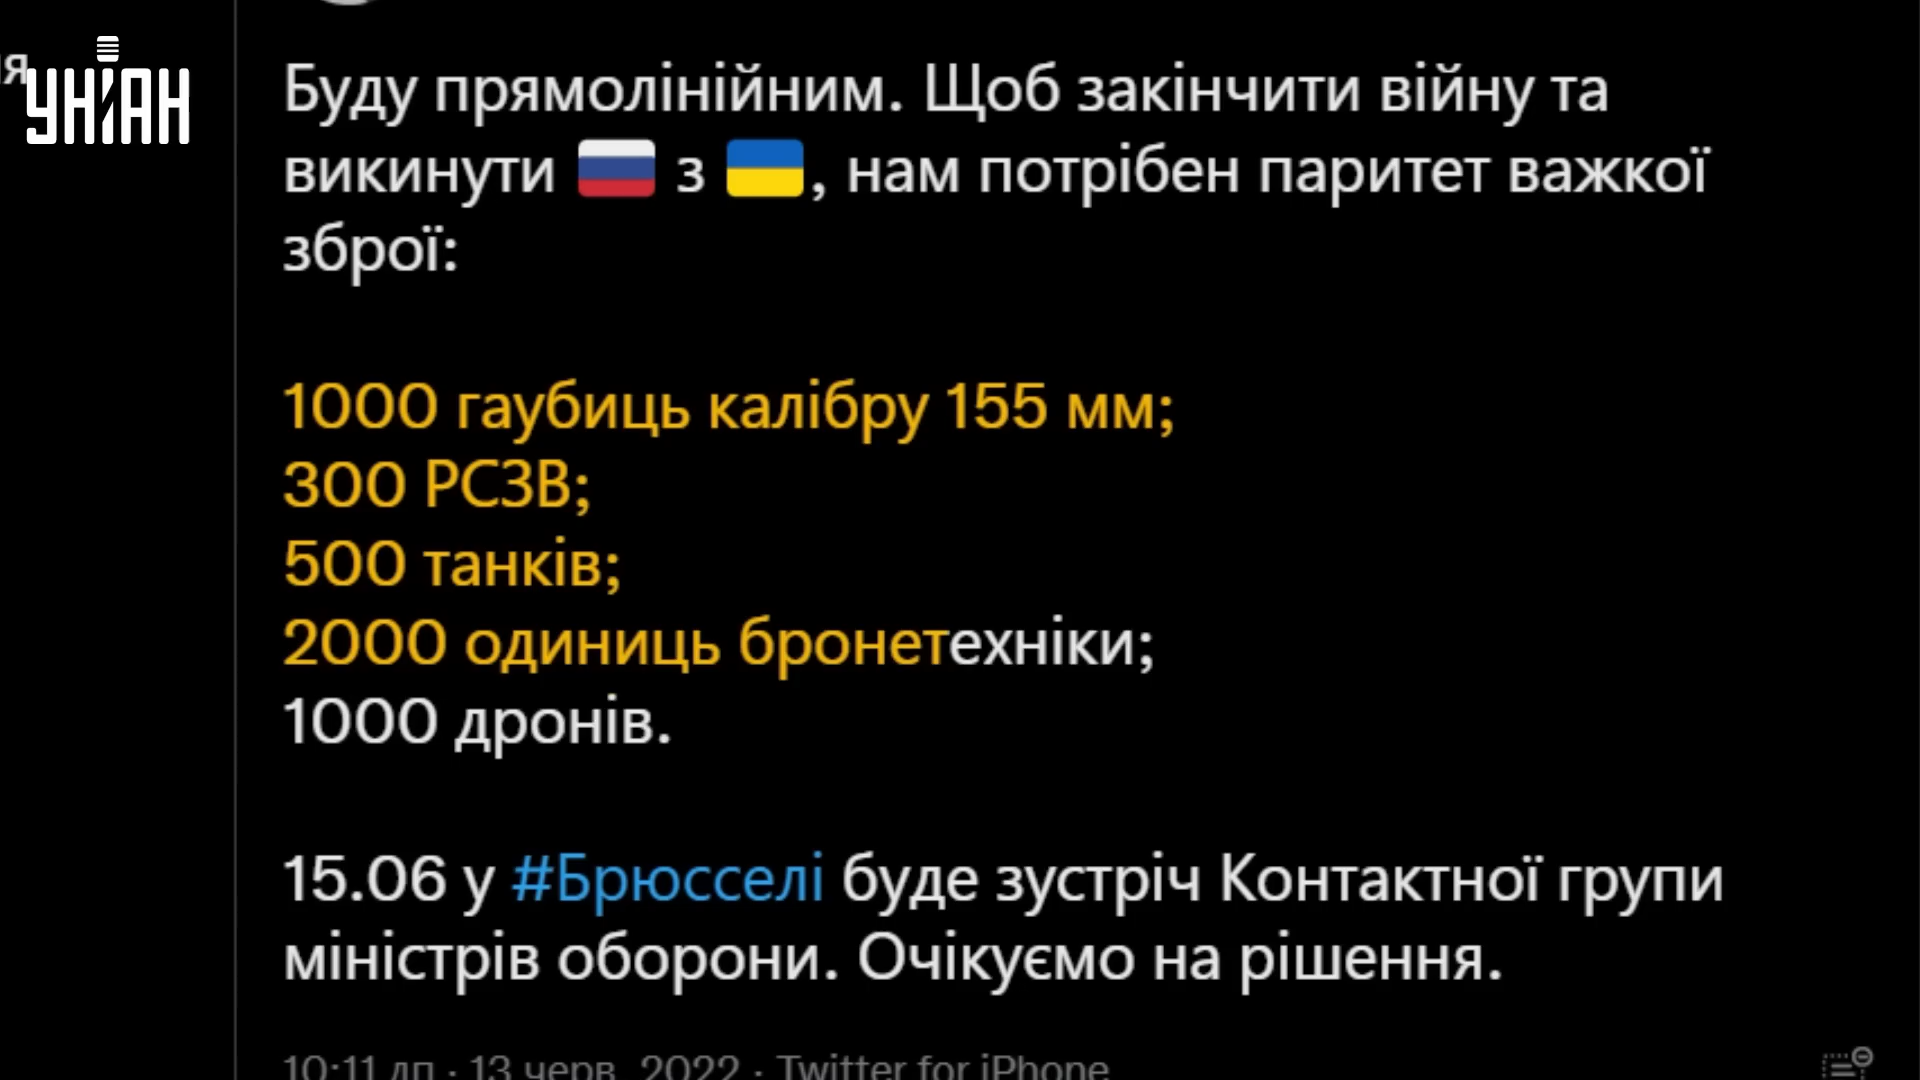 я
УНІАН
Буду прямолінійним. Щоб закінчити війну та
викинути 🇷🇺 з 🇺🇦, нам потрібен паритет важкої
зброї:
1000 гаубиць калібру 155 мм;
300 РСЗВ;
500 танків;
2000 одиниць бронетехніки;
1000 дронів.
15.06 у #Брюсселі буде зустріч Контактної групи
міністрів оборони. Очікуємо на рішення.
10:11 дп · 13 черв. 2022 · Twitter for iPhone